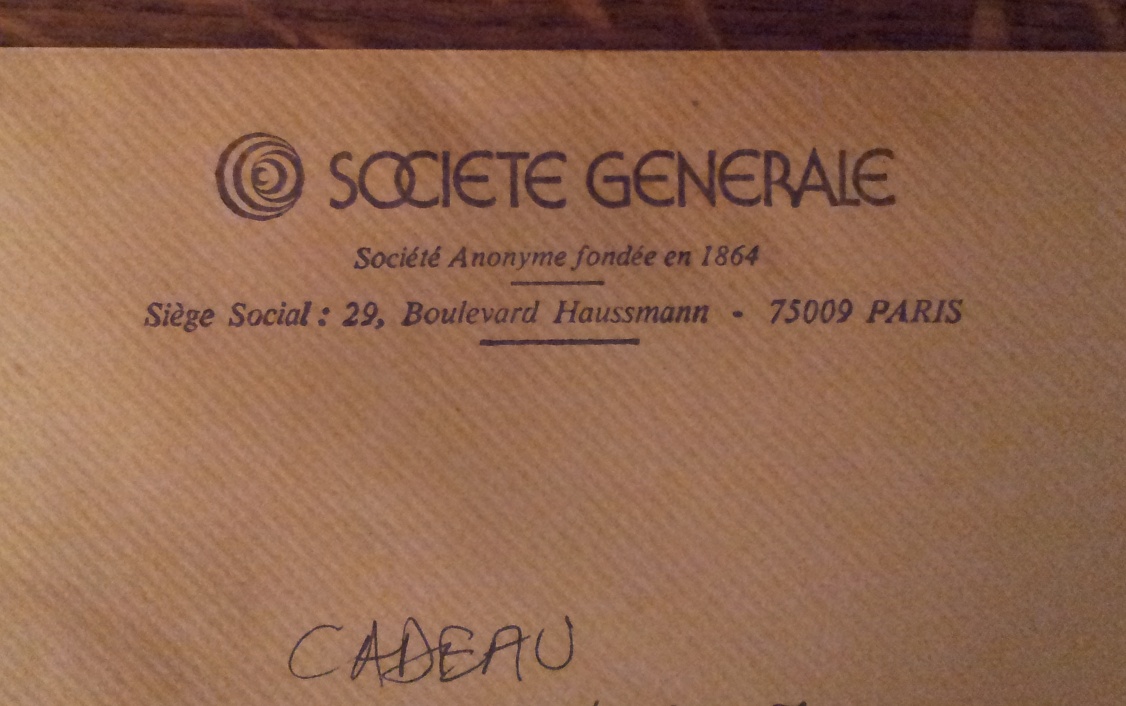 SOCIETE GENERALE
Société Anonyme fondée en 1864
Siège Social : 29, Boulevard Haussmann - 75009 PARIS
CADEAU